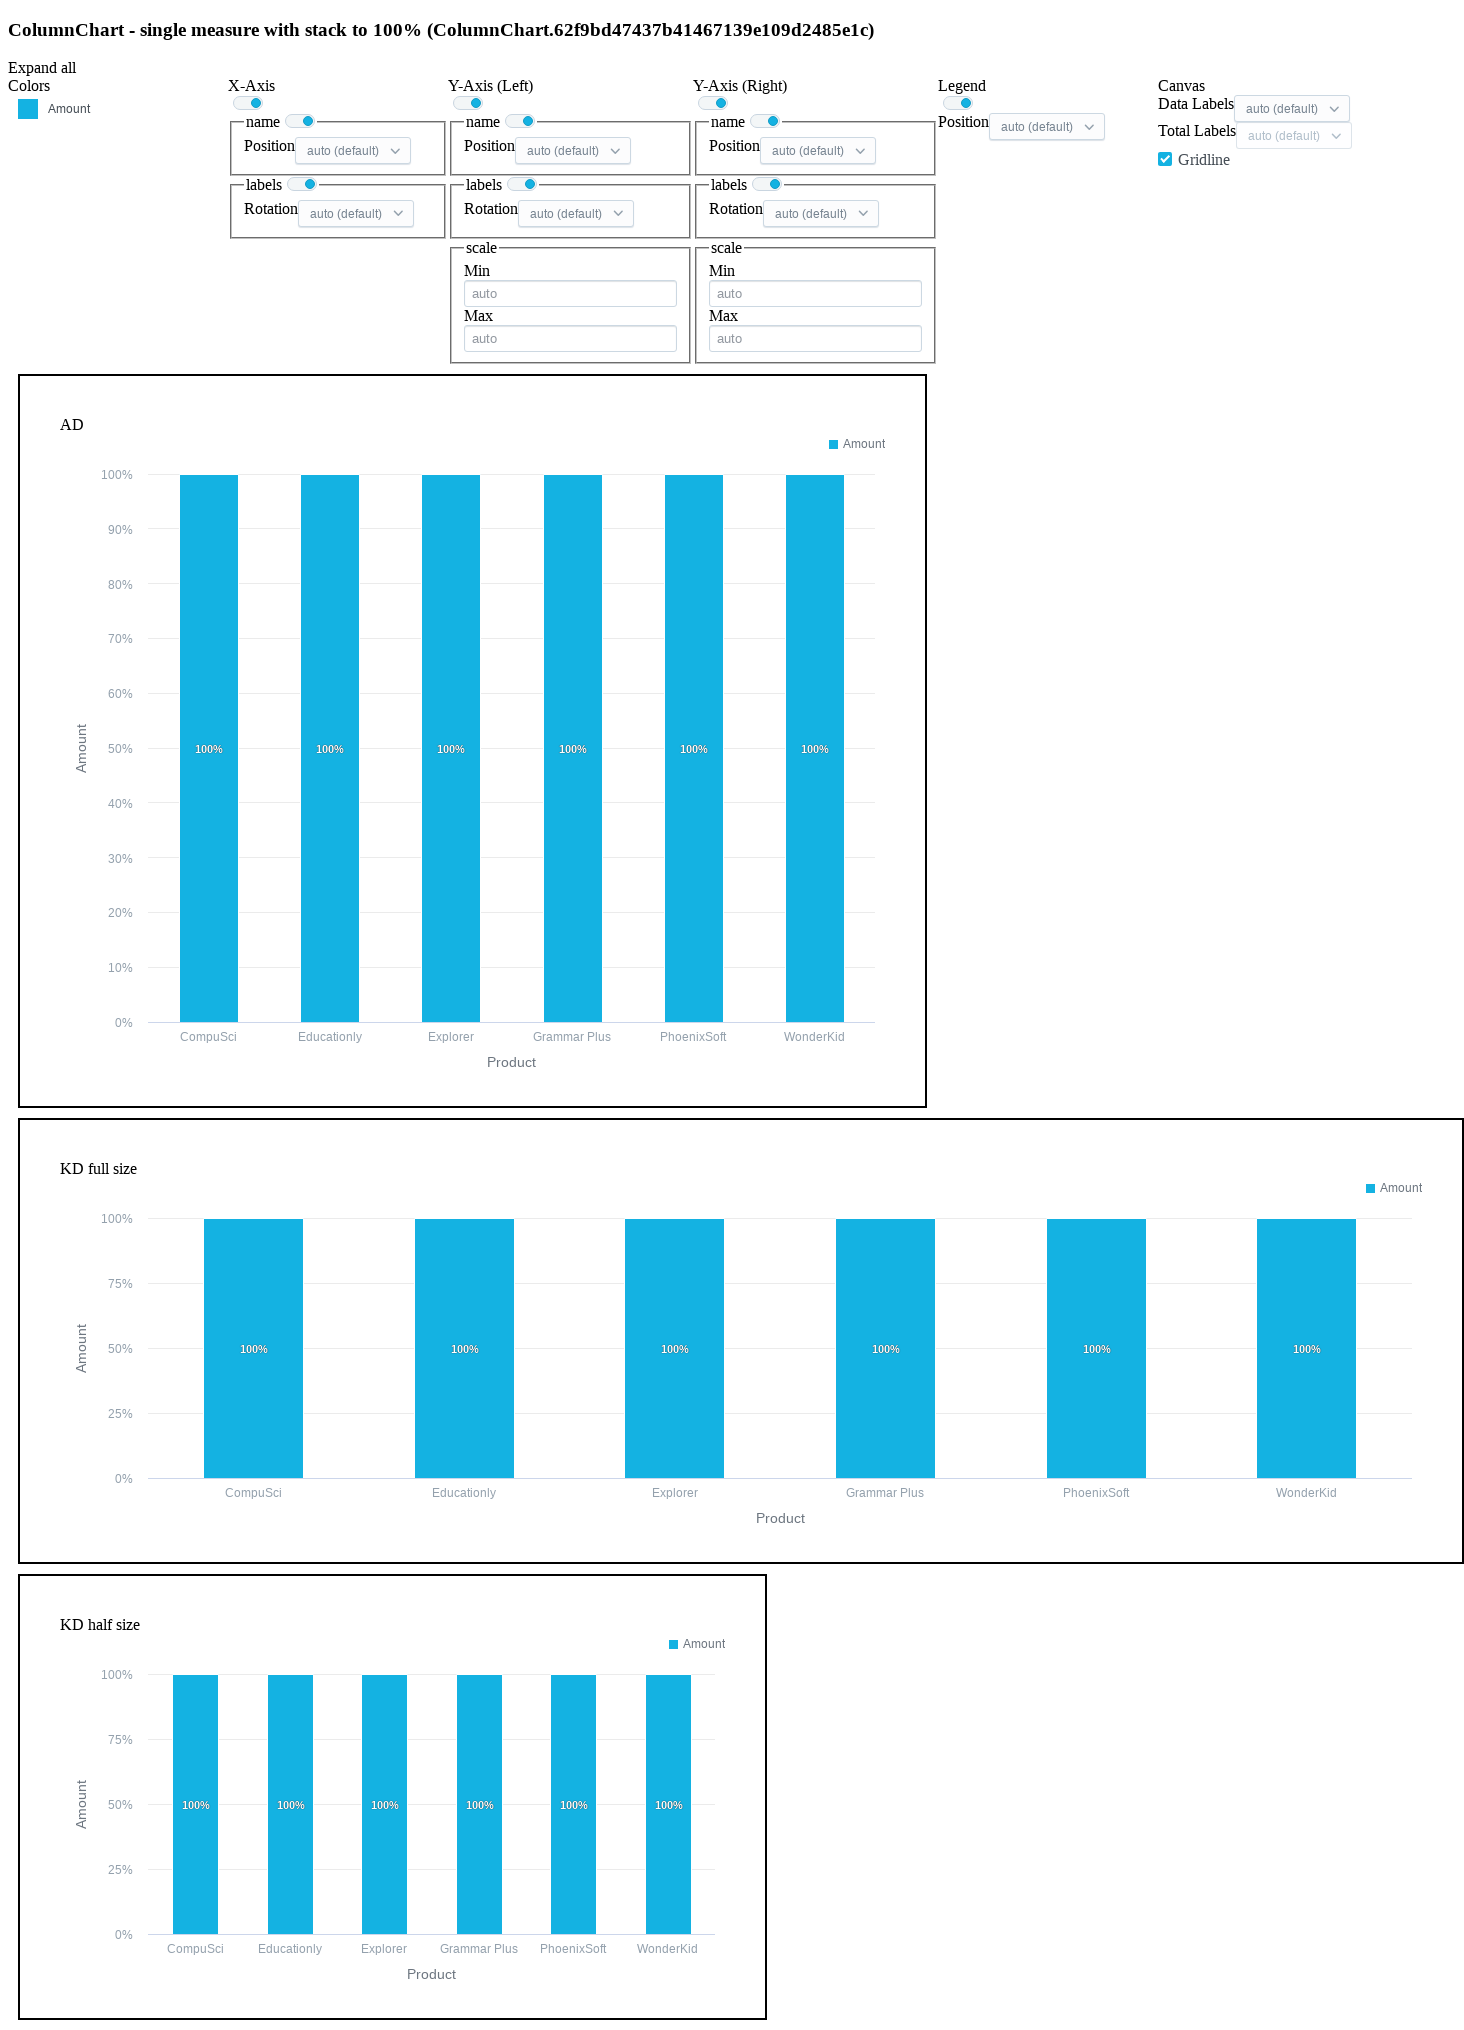 ColumnChart - single measure with stack to 100% (ColumnChart.62f9bd47437b41467139e109d2485e1c)
Expand all
Colors
Amount
X-Axis
name
Position auto (default)
labels
Rotation auto (default)
Y-Axis (Left)
name
Position auto (default)
labels
Rotation auto (default)
scale
Min
auto
Max
auto
Y-Axis (Right)
name
Position auto (default)
labels
Rotation auto (default)
scale
Min
auto
Max
auto
Legend
Position auto (default)
Canvas
Data Labels auto (default)
Total Labels auto (default)
Gridline
AD
Amount
100%
90%
80%
70%
60%
50%
40%
30%
20%
10%
0%
Amount
100% 100% 100% 100% 100% 100%
CompuSci Educationly Explorer Grammar Plus PhoenixSoft WonderKid
Product
KD full size
Amount
100%
75%
50%
25%
0%
Amount
100% 100% 100% 100% 100% 100%
CompuSci Educationly Explorer Grammar Plus PhoenixSoft WonderKid
Product
KD half size
Amount
100%
75%
50%
25%
0%
Amount
100% 100% 100% 100% 100% 100%
CompuSci Educationly Explorer Grammar Plus PhoenixSoft WonderKid
Product